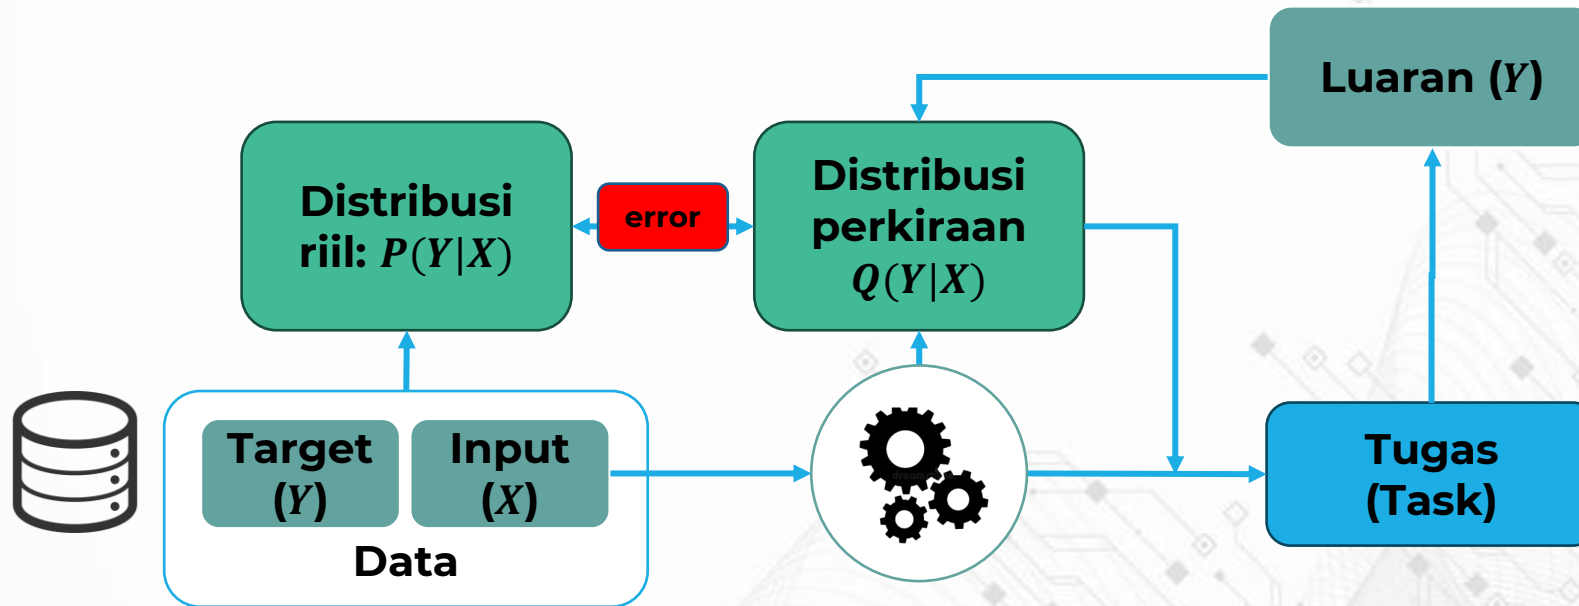 Luaran (Y)
Distribusi
riil: P(Y|X)
error
Distribusi
perkiraan
Q(Y|X)
Target
(Y)
Input
(X)
Data
Tugas
(Task)